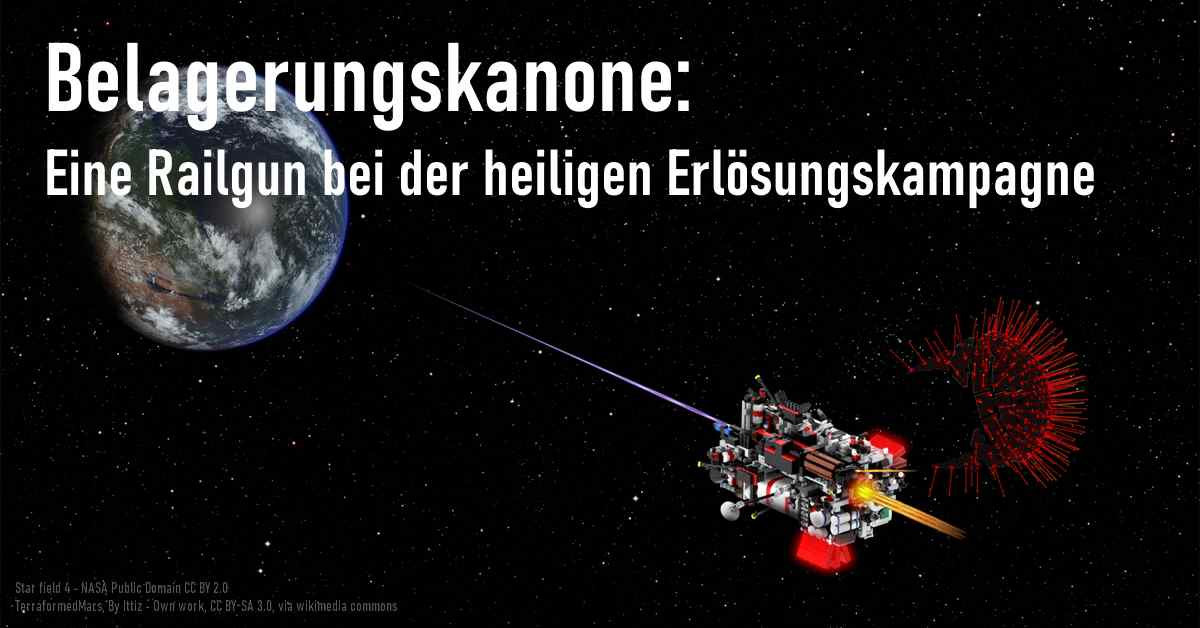 Belagerungskanone:
Eine Railgun bei der heiligen Erlösungskampagne
Star field 4 - NASA Public Domain CC BY 2.0
TerraformedMars, By Ittiz - Own work, CC BY-SA 3.0, via wikimedia commons